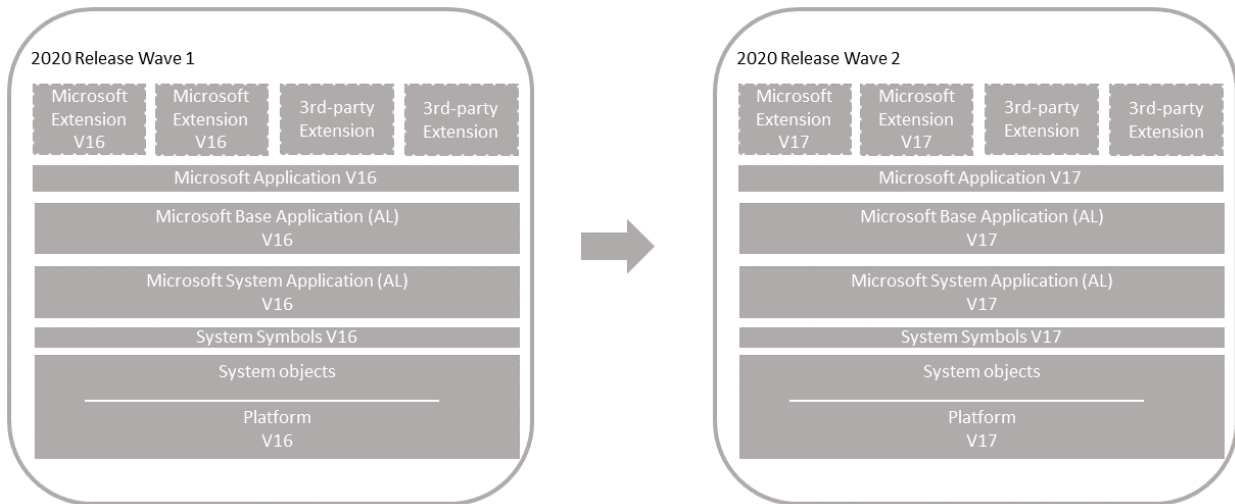 2020 Release Wave 1
Microsoft
Extension
V16
Microsoft
Extension
V16
3rd-party
Extension
3rd-party
Extension
Microsoft Application V16
Microsoft Base Application (AL)
V16
Microsoft System Application (AL)
V16
System Symbols V16
System objects
Platform
V16
2020 Release Wave 2
Microsoft
Extension
V17
Microsoft
Extension
V17
3rd-party
Extension
3rd-party
Extension
Microsoft Application V17
Microsoft Base Application (AL)
V17
Microsoft System Application (AL)
V17
System Symbols V17
System objects
Platform
V17